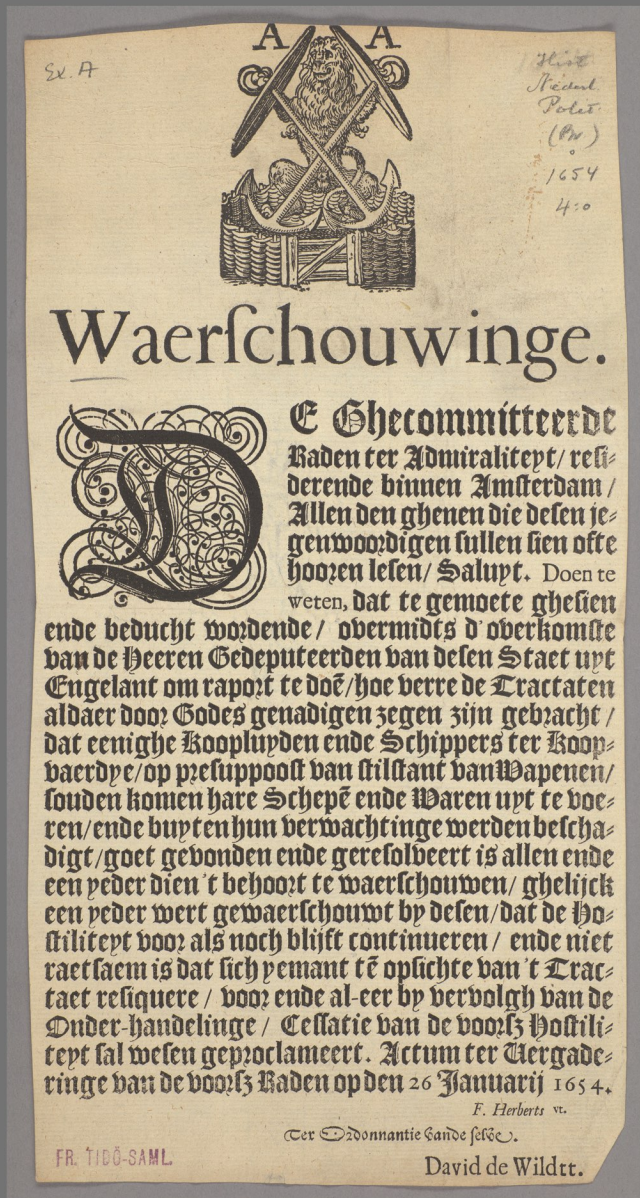 A A
Ex. A
Hist.
Nederl.
Polit.
(Br.)
1654
4:o
Waerſchouwinge.
DE Ghecommitteerde
Raden ter Admiraliteyt/ reſi⸗
derende binnen Amſterdam/
Allen den ghenen die deſen je⸗
genwoordigen ſullen ſien ofte
hooren leſen/ Saluyt. Doen te
weten, dat te gemoete gheſien
ende beducht wordende/ overmidts d'overkomſte
van de Heeren Gedeputeerden van deſen Staet uyt
Engelant om raport te doē/hoe verre de Tractaten
aldaer door Godes genadigen zegen zijn gebracht/
dat eenighe Koopluyden ende Schippers ter Koop⸗
vaerdye/op preſuppooſt van ſtilſtant van Wapenen/
ſouden komen hare Schepē ende Waren uyt te voe⸗
ren/ende buyten hun verwachtinge werden beſcha⸗
digt/goet gevonden ende gereſolveert is allen ende
een yeder dien 't behoort te waerſchouwen/ ghelijck
een yeder wert gewaerſchouwt by deſen/dat de Ho⸗
ſtiliteyt voor als noch blijft continueren/ ende niet
raetſaem is dat ſich yemant tē opſichte van 't Trac⸗
taet reſiquere/ voor ende al-eer by vervolgh van de
Onder-handelinge/ Ceſſatie van de voorſz Hoſtili⸗
teyt ſal weſen geproclameert. Actum ter Vergade⸗
ringe van de voorſz Raden op den 26 Januarij 1654.
F. Herberts vt.
Ter Ordonnantie vande ſelve.
David de Wildtt.
FR. TIDÖ-SAML.